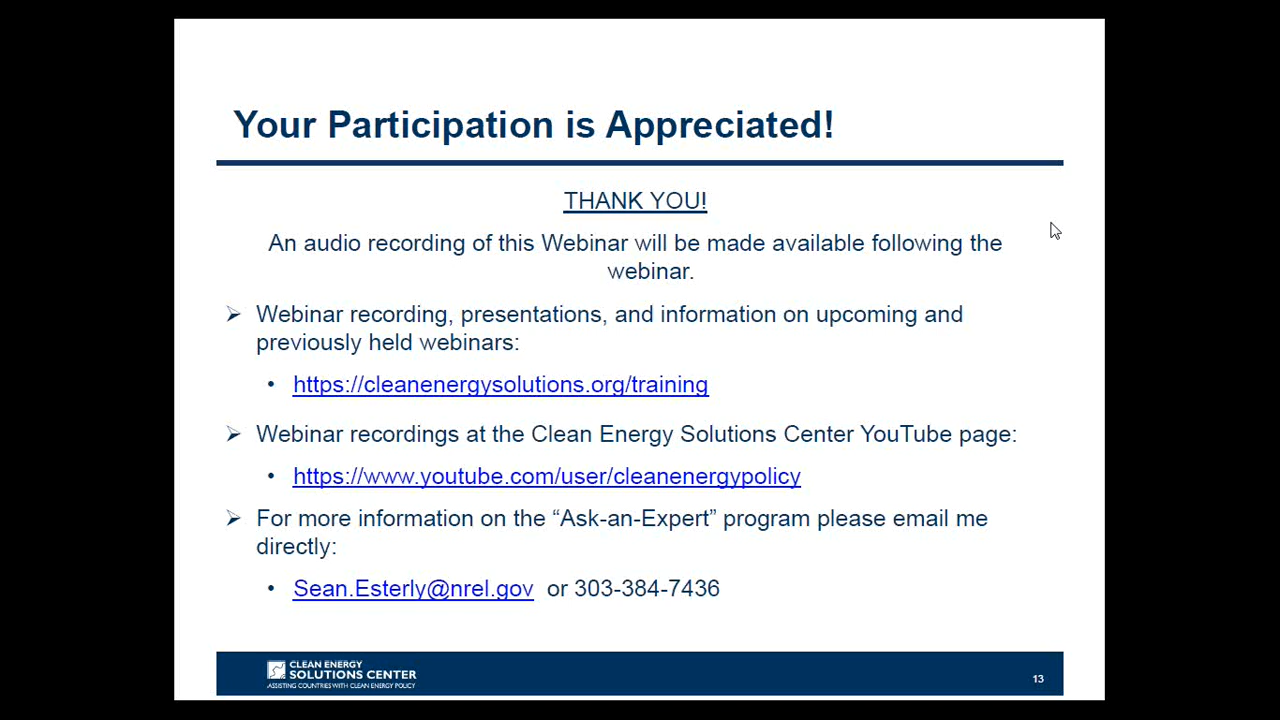 Your Participation is Appreciated!
THANK YOU!
An audio recording of this Webinar will be made available following the
webinar.
Webinar recording, presentations, and information on upcoming and
previously held webinars:
https://cleanenergysolutions.org/training
Webinar recordings at the Clean Energy Solutions Center YouTube page:
https://www.youtube.com/user/cleanenergypolicy
For more information on the “Ask-an-Expert” program please email me
directly:
Sean.Esterly@nrel.gov or 303-384-7436
CLEAN ENERGY
SOLUTIONS CENTER
ASSISTING COUNTRIES WITH CLEAN ENERGY POLICY
13